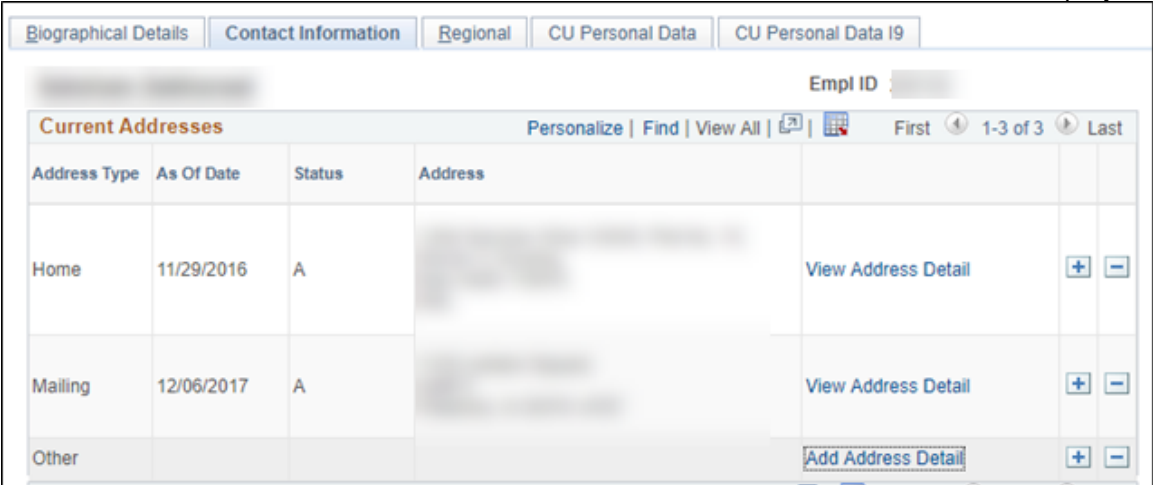 Biographical Details Contact Information Regional CU Personal Data CU Personal Data I9
Empl ID
Current Addresses Personalize | Find | View All | | First 1-3 of 3 Last
Address Type As Of Date Status Address
Home 11/29/2016 A View Address Detail
Mailing 12/06/2017 A View Address Detail
Other Add Address Detail